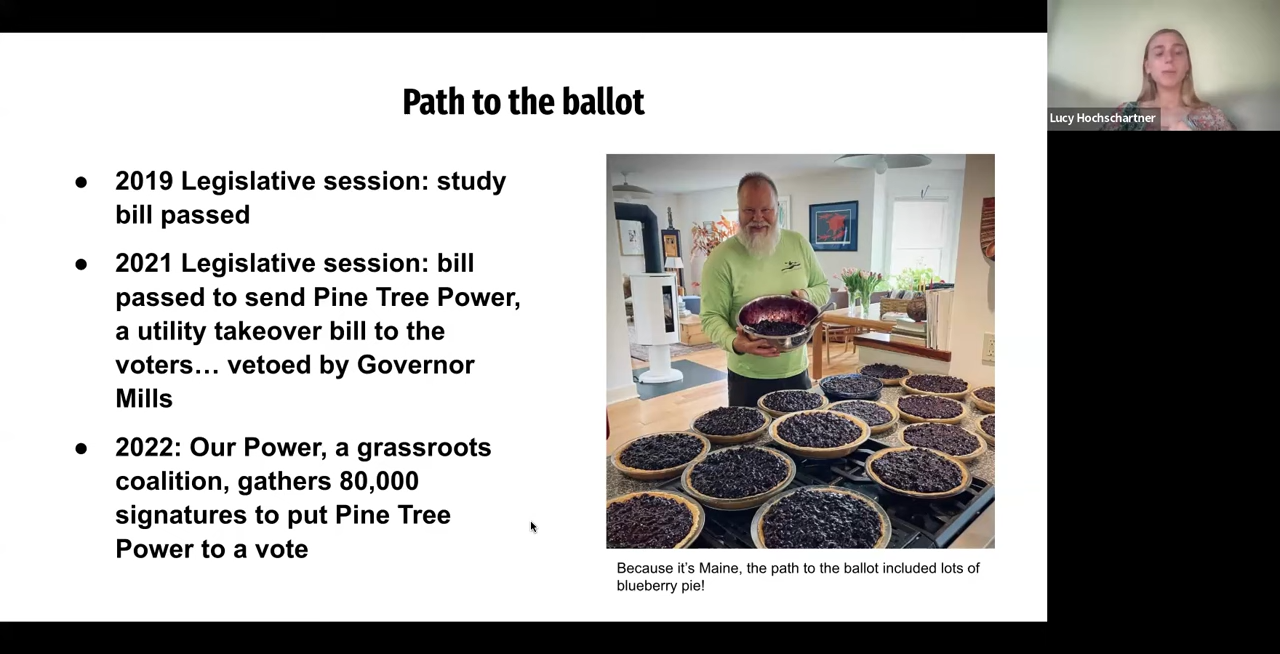 Path to the ballot
● 2019 Legislative session: study
bill passed
● 2021 Legislative session: bill
passed to send Pine Tree Power,
a utility takeover bill to the
voters… vetoed by Governor
Mills
● 2022: Our Power, a grassroots
coalition, gathers 80,000
signatures to put Pine Tree
Power to a vote
Because it’s Maine, the path to the ballot included lots of
blueberry pie!
Lucy Hochschartner